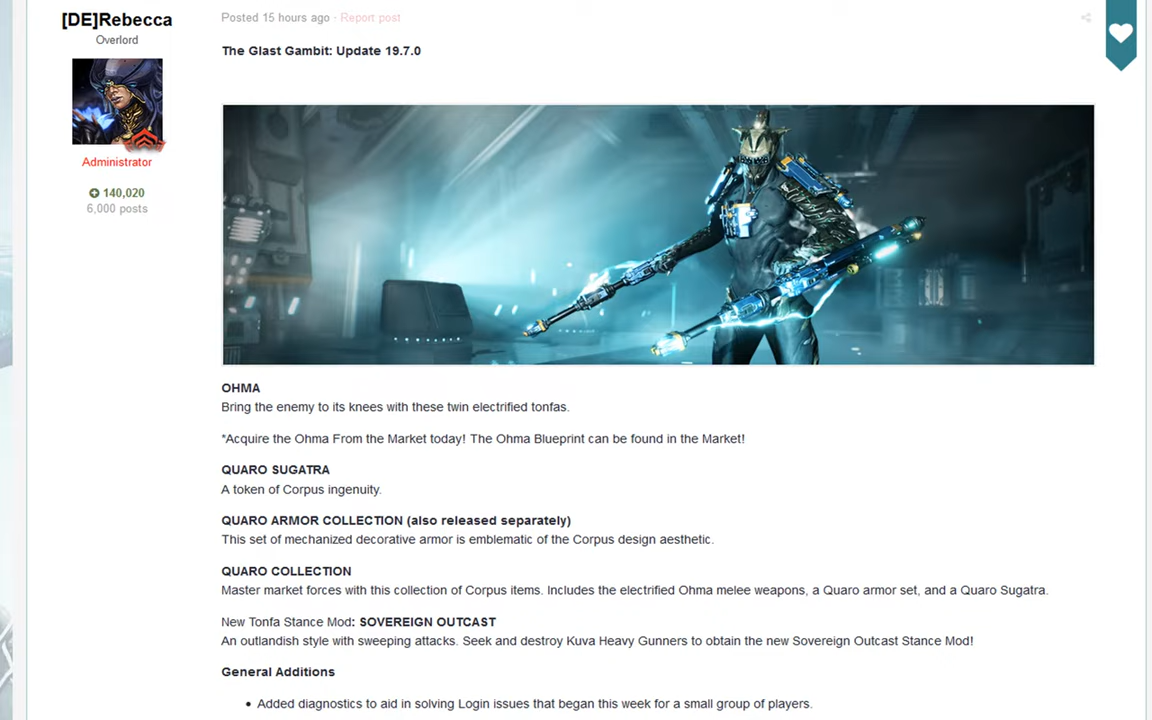 [DE]Rebecca
Overlord
Administrator
140,020
6,000 posts
Posted 15 hours ago - Report post
The Glast Gambit: Update 19.7.0
OHMA
Bring the enemy to its knees with these twin electrified tonfas.
*Acquire the Ohma From the Market today! The Ohma Blueprint can be found in the Market!
QUARO SUGATRA
A token of Corpus ingenuity.
QUARO ARMOR COLLECTION (also released separately)
This set of mechanized decorative armor is emblematic of the Corpus design aesthetic.
QUARO COLLECTION
Master market forces with this collection of Corpus items. Includes the electrified Ohma melee weapons, a Quaro armor set, and a Quaro Sugatra.
New Tonfa Stance Mod: SOVEREIGN OUTCAST
An outlandish style with sweeping attacks. Seek and destroy Kuva Heavy Gunners to obtain the new Sovereign Outcast Stance Mod!
General Additions
• Added diagnostics to aid in solving Login issues that began this week for a small group of players.